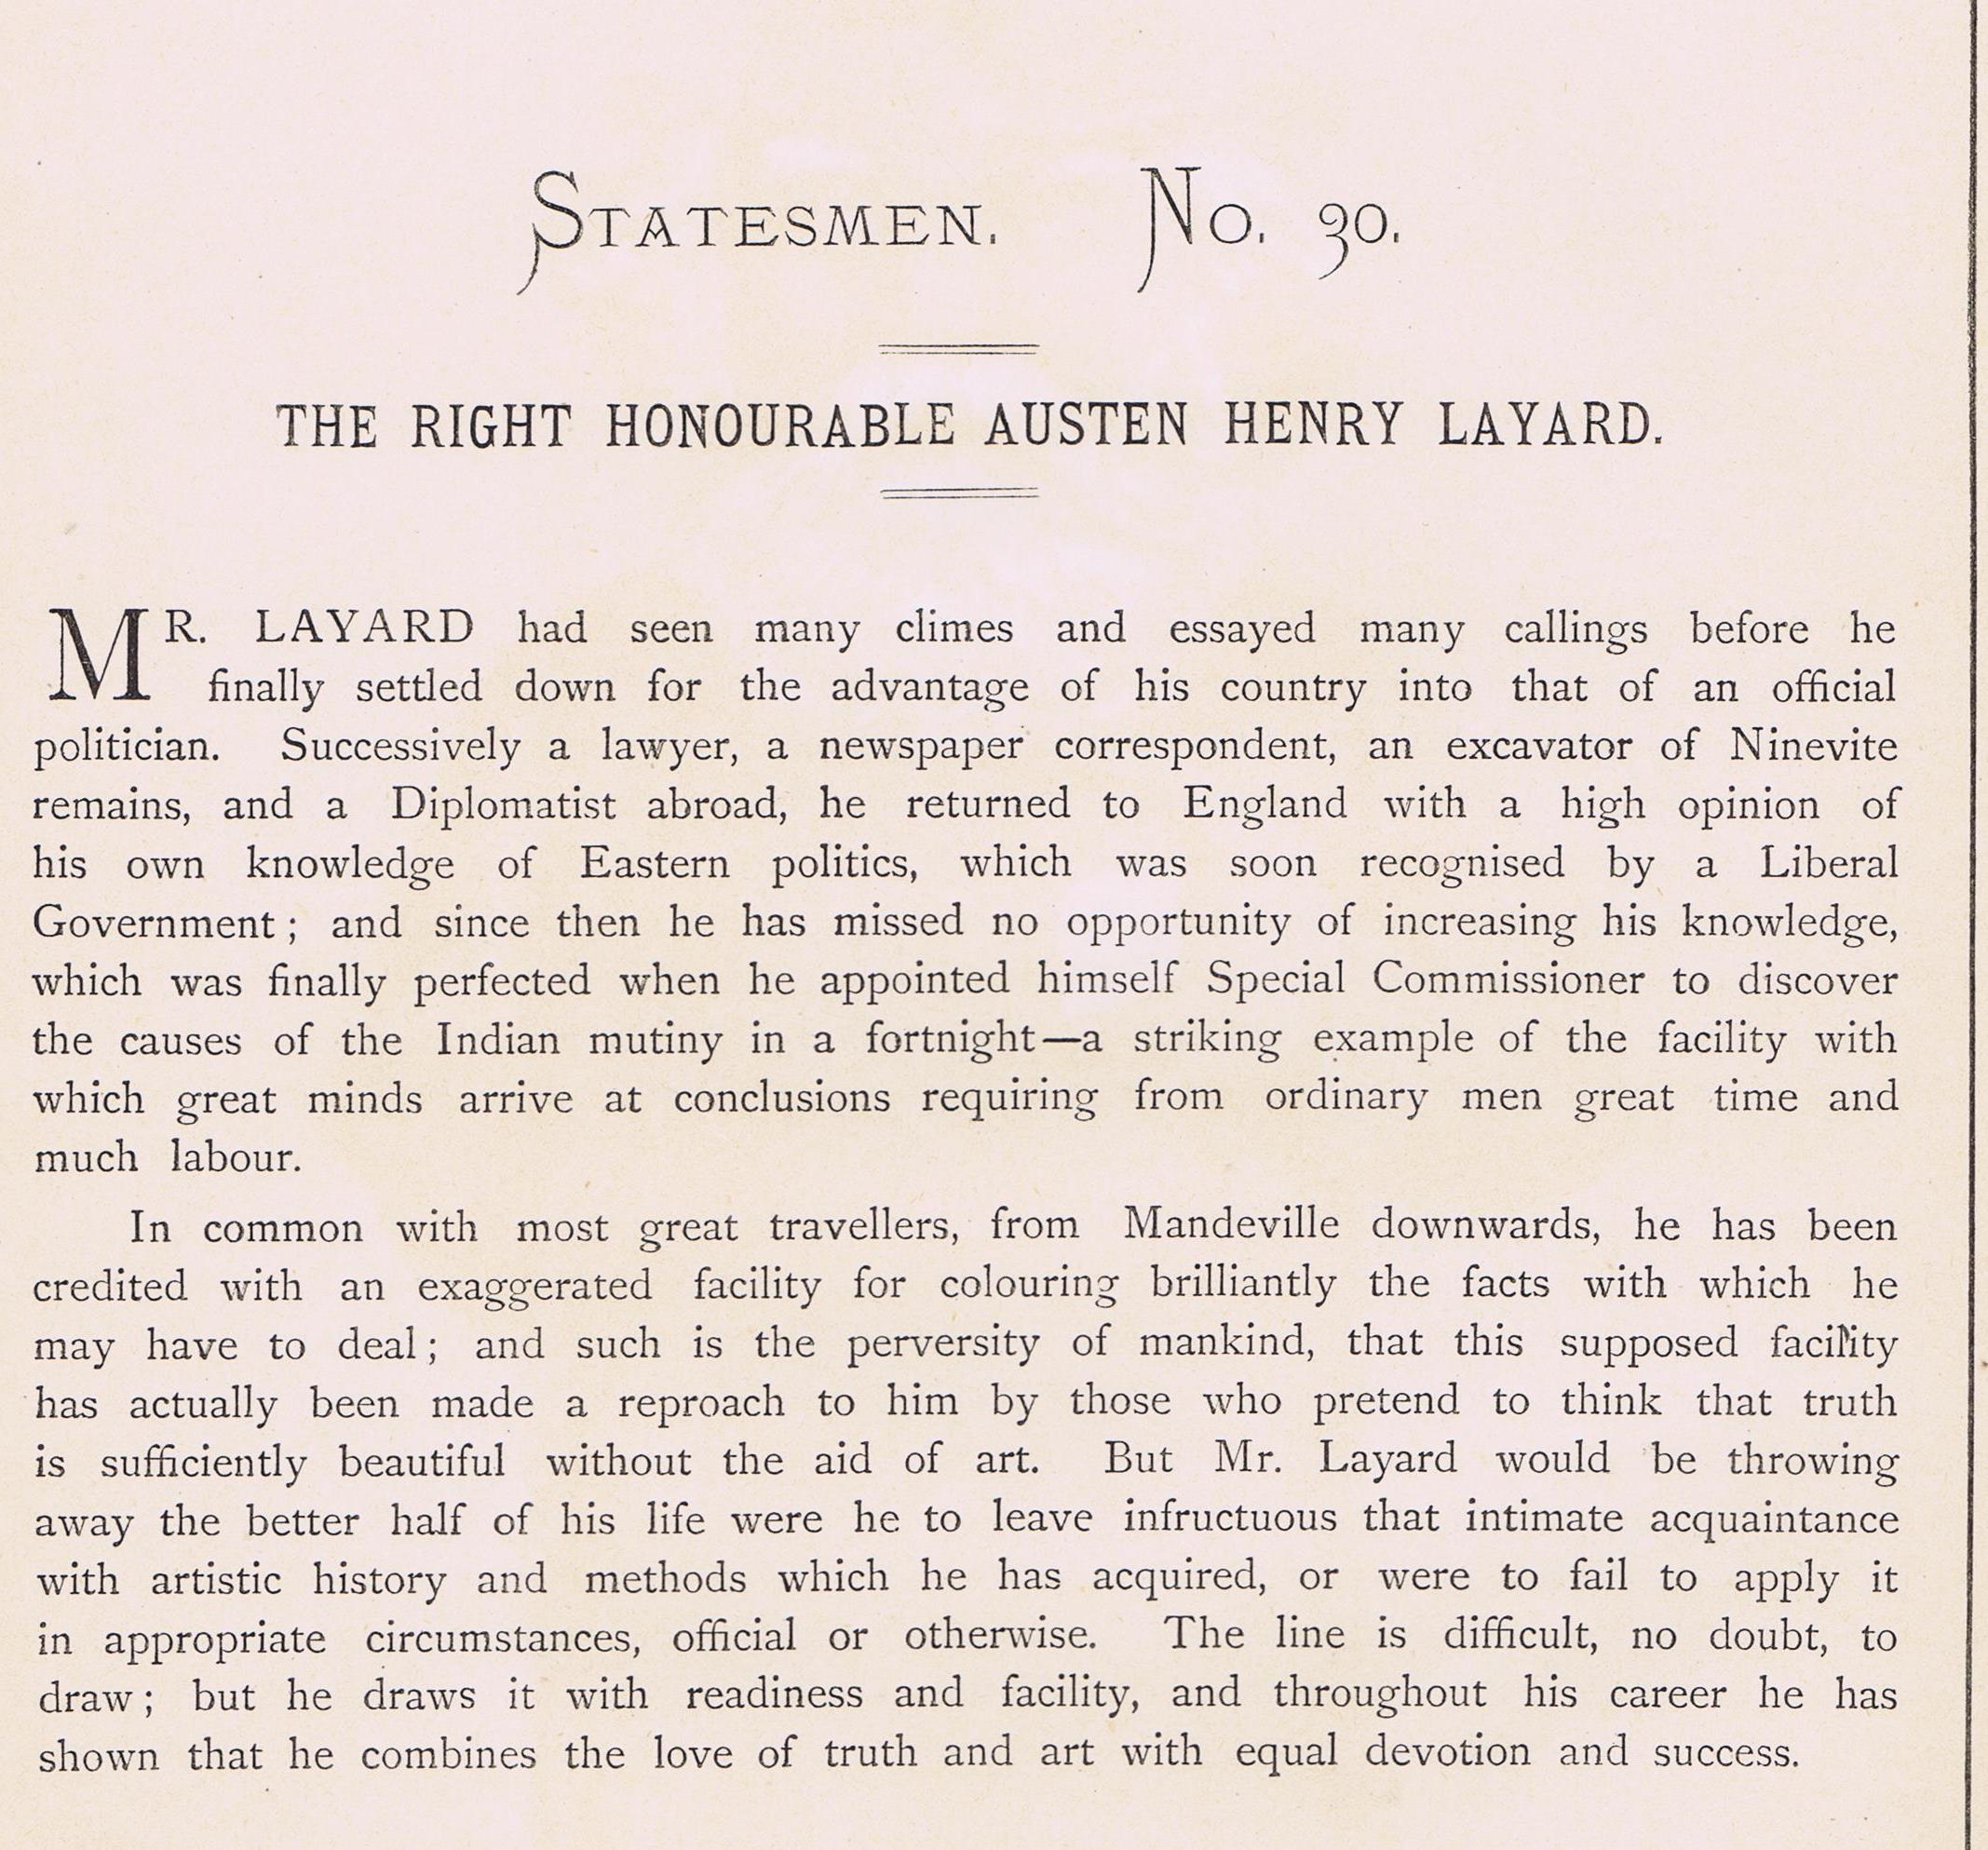 STATESMEN. NO. 30.
THE RIGHT HONOURABLE AUSTEN HENRY LAYARD.
MR. LAYARD had seen many climes and essayed many callings before he
finally settled down for the advantage of his country into that of an official
politician. Successively a lawyer, a newspaper correspondent, an excavator of Ninevite
remains, and a Diplomatist abroad, he returned to England with a high opinion of
his own knowledge of Eastern politics, which was soon recognised by a Liberal
Government; and since then he has missed no opportunity of increasing his knowledge,
which was finally perfected when he appointed himself Special Commissioner to discover
the causes of the Indian mutiny in a fortnight—a striking example of the facility with
which great minds arrive at conclusions requiring from ordinary men great time and
much labour.
In common with most great travellers, from Mandeville downwards, he has been
credited with an exaggerated facility for colouring brilliantly the facts with which he
may have to deal; and such is the perversity of mankind, that this supposed facility
has actually been made a reproach to him by those who pretend to think that truth
is sufficiently beautiful without the aid of art. But Mr. Layard would be throwing
away the better half of his life were he to leave infructuous that intimate acquaintance
with artistic history and methods which he has acquired, or were to fail to apply it
in appropriate circumstances, official or otherwise. The line is difficult, no doubt, to
draw; but he draws it with readiness and facility, and throughout his career he has
shown that he combines the love of truth and art with equal devotion and success.